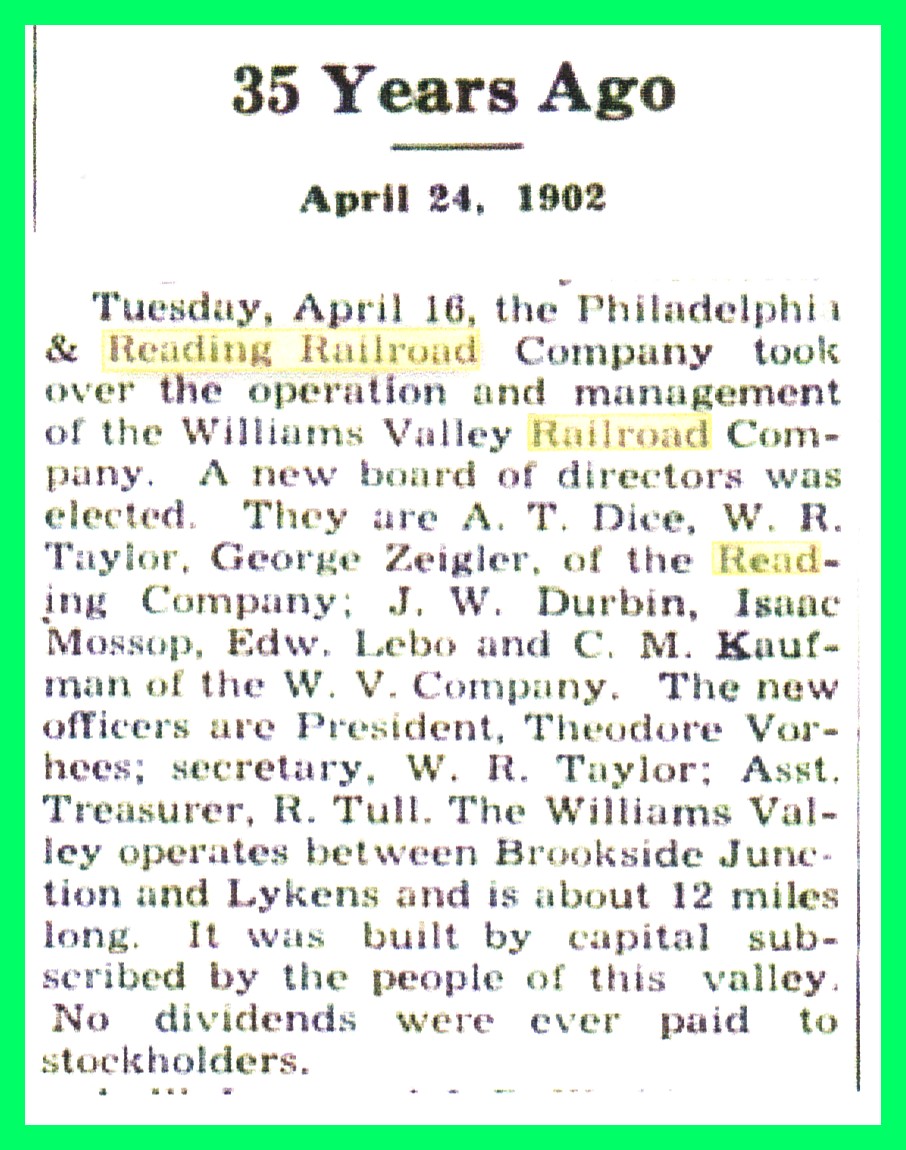 35 Years Ago
April 24, 1902
Tuesday, April 16, the Philadelphia
& Reading Railroad Company took
over the operation and management
of the Williams Valley Railroad Com-
pany. A new board of directors was
elected. They are A. T. Dice, W. R.
Taylor, George Zeigler, of the Read-
ing Company; J. W. Durbin, Isaac
Mossop, Edw. Lebo and C. M. Kauf-
man of the W. V. Company. The new
officers are President, Theodore Vor-
hees; secretary, W. R. Taylor; Asst.
Treasurer, R. Tull. The Williams Val-
ley operates between Brookside Junc-
tion and Lykens and is about 12 miles
long. It was built by capital sub-
scribed by the people of this valley.
No dividends were ever paid to
stockholders.